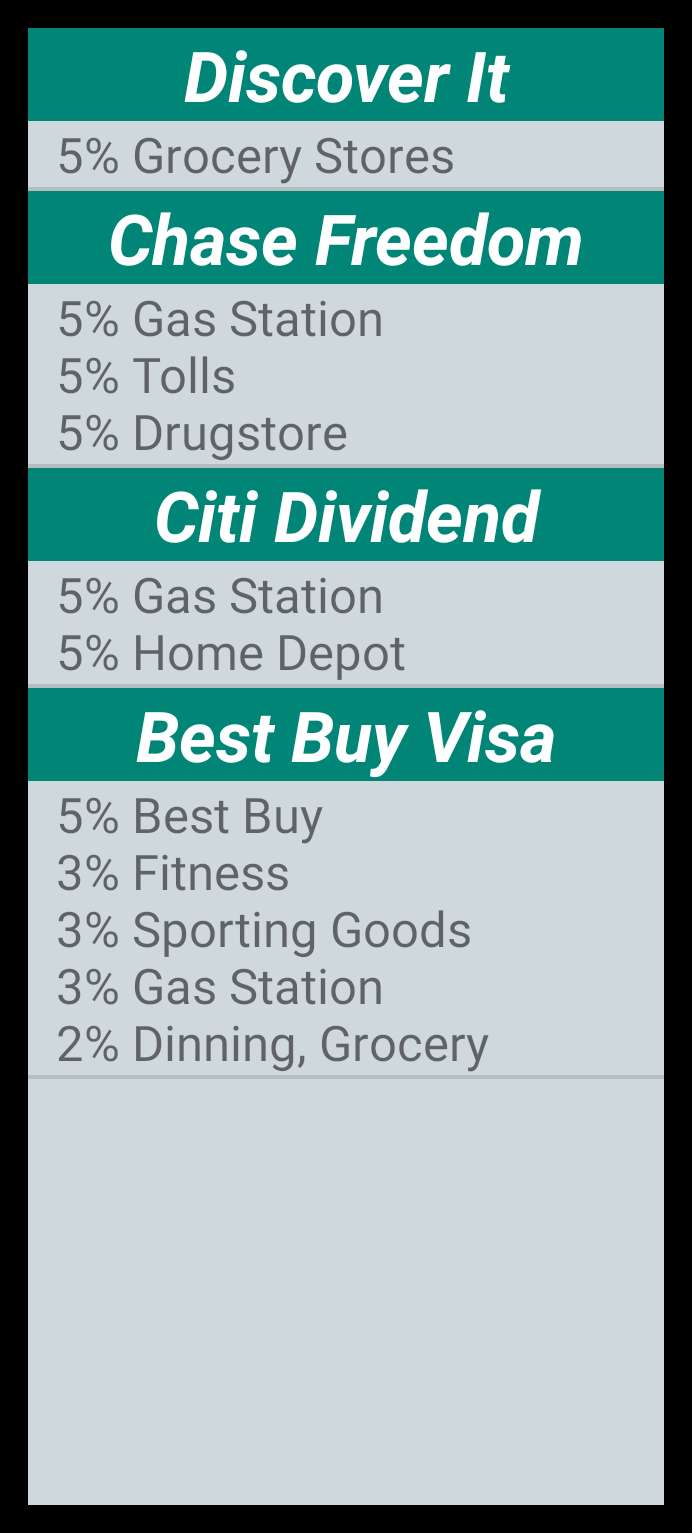 Discover It
5% Grocery Stores
Chase Freedom
5% Gas Station
5% Tolls
5% Drugstore
Citi Dividend
5% Gas Station
5% Home Depot
Best Buy Visa
5% Best Buy
3% Fitness
3% Sporting Goods
3% Gas Station
2% Dinning, Grocery